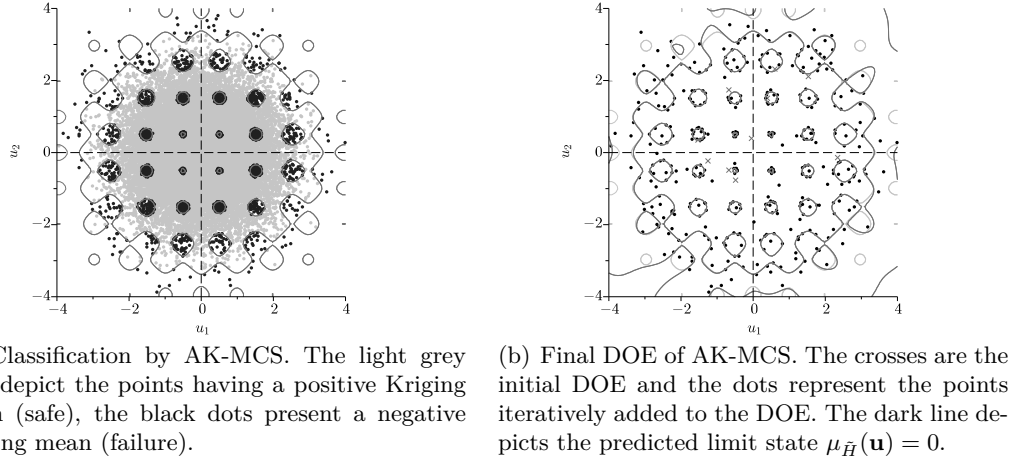 4
2
0
−2
−4
u₂
−4
−2
0
2
4
u₁
4
2
0
−2
−4
u₂
−4
−2
0
2
4
u₁
Classification by AK-MCS. The light grey
depict the points having a positive Kriging
(safe), the black dots present a negative
ng mean (failure).
(b) Final DOE of AK-MCS. The crosses are the
initial DOE and the dots represent the points
iteratively added to the DOE. The dark line de-
picts the predicted limit state μ_H̃(𝐮) = 0.